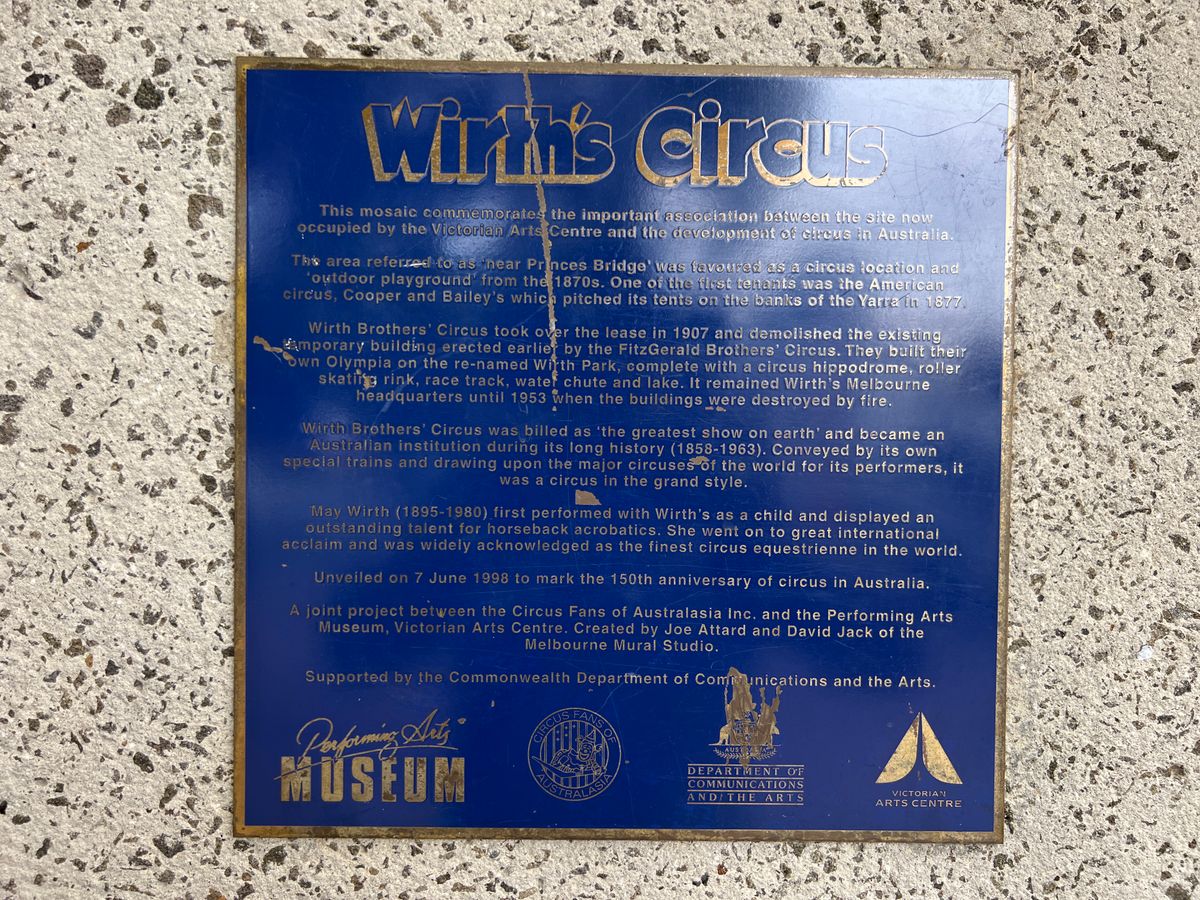 Wirth's Circus
This mosaic commemorates the important association between the site now
occupied by the Victorian Arts Centre and the development of circus in Australia.
The area referred to as 'near Princes Bridge' was favoured as a circus location and
'outdoor playground' from the 1870s. One of the first tenants was the American
circus, Cooper and Bailey's which pitched its tents on the banks of the Yarra in 1877.
Wirth Brothers' Circus took over the lease in 1907 and demolished the existing
temporary building erected earlier by the FitzGerald Brothers' Circus. They built their
own Olympia on the re-named Wirth Park, complete with a circus hippodrome, roller
skating rink, race track, water chute and lake. It remained Wirth's Melbourne
headquarters until 1953 when the buildings were destroyed by fire.
Wirth Brothers' Circus was billed as 'the greatest show on earth' and became an
Australian institution during its long history (1858-1963). Conveyed by its own
special trains and drawing upon the major circuses of the world for its performers, it
was a circus in the grand style.
May Wirth (1895-1980) first performed with Wirth's as a child and displayed an
outstanding talent for horseback acrobatics. She went on to great international
acclaim and was widely acknowledged as the finest circus equestrienne in the world.
Unveiled on 7 June 1998 to mark the 150th anniversary of circus in Australia.
A joint project between the Circus Fans of Australasia Inc. and the Performing Arts
Museum, Victorian Arts Centre. Created by Joe Attard and David Jack of the
Melbourne Mural Studio.
Supported by the Commonwealth Department of Communications and the Arts.
Performing Arts
MUSEUM
CIRCUS FANS OF
AUSTRALASIA
AUSTRALIA
DEPARTMENT OF
COMMUNICATIONS
AND THE ARTS
VICTORIAN
ARTS CENTRE